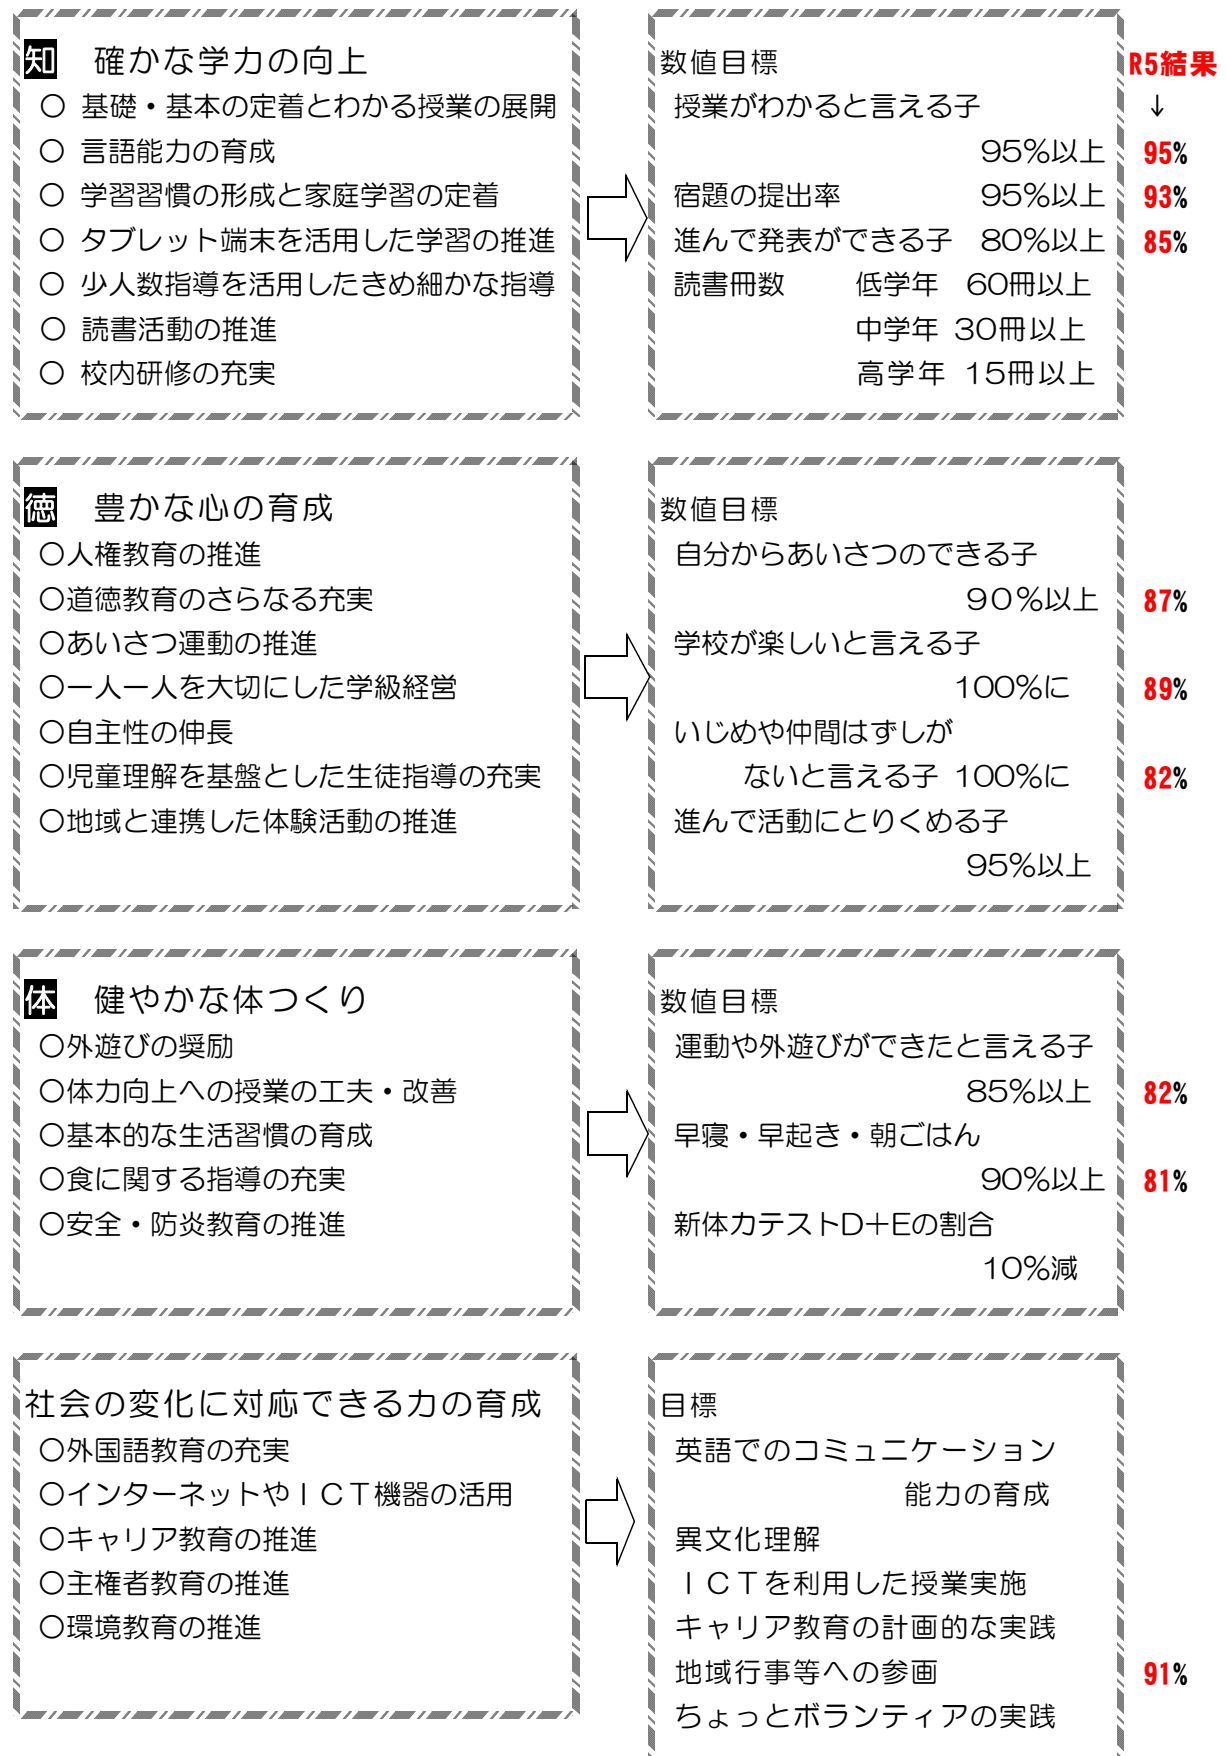 知 確かな学力の向上
○ 基礎・基本の定着とわかる授業の展開
○ 言語能力の育成
○ 学習習慣の形成と家庭学習の定着
○ タブレット端末を活用した学習の推進
○ 少人数指導を活用したきめ細かな指導
○ 読書活動の推進
○ 校内研修の充実
数値目標 R5結果
授業がわかると言える子 ↓
95%以上 95%
宿題の提出率 95%以上 93%
進んで発表ができる子 80%以上 85%
読書冊数 低学年 60冊以上
中学年 30冊以上
高学年 15冊以上
徳 豊かな心の育成
○人権教育の推進
○道徳教育のさらなる充実
○あいさつ運動の推進
○一人一人を大切にした学級経営
○自主性の伸長
○児童理解を基盤とした生徒指導の充実
○地域と連携した体験活動の推進
数値目標
自分からあいさつのできる子
90%以上 87%
学校が楽しいと言える子
100%に 89%
いじめや仲間はずしが
ないと言える子 100%に 82%
進んで活動にとりくめる子
95%以上
体 健やかな体つくり
○外遊びの奨励
○体力向上への授業の工夫・改善
○基本的な生活習慣の育成
○食に関する指導の充実
○安全・防炎教育の推進
数値目標
運動や外遊びができたと言える子
85%以上 82%
早寝・早起き・朝ごはん
90%以上 81%
新体力テストD+Eの割合
10%減
社会の変化に対応できる力の育成
○外国語教育の充実
○インターネットやICT機器の活用
○キャリア教育の推進
○主権者教育の推進
○環境教育の推進
目標
英語でのコミュニケーション
能力の育成
異文化理解
ICTを利用した授業実施
キャリア教育の計画的な実践
地域行事等への参画 91%
ちょっとボランティアの実践